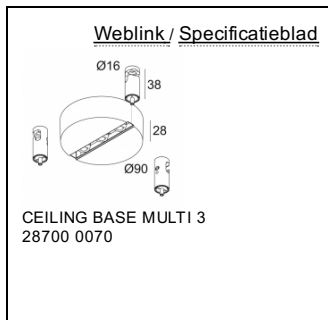 Weblink / Specificatieblad
Ø16
38
28
Ø90
CEILING BASE MULTI 3
28700 0070